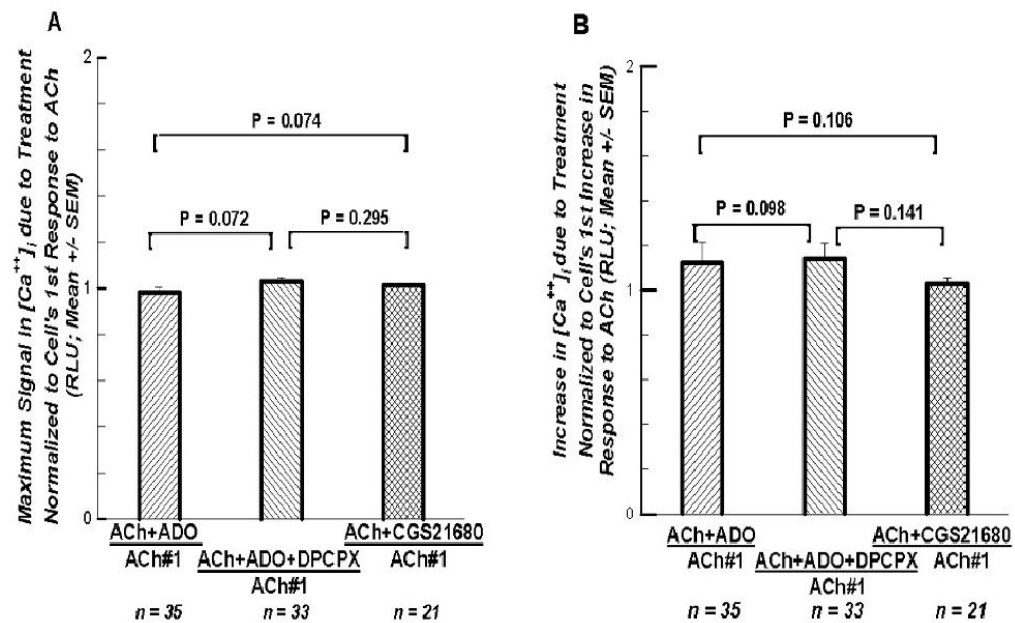 A
Maximum Signal in [Ca++]i due to Treatment
Normalized to Cell's 1st Response to ACh
(RLU; Mean +/- SEM)
2
1
0
P = 0.074
P = 0.072
P = 0.295
ACh+ADO
ACh#1
ACh+ADO+DPCPX
ACh#1
ACh+CGS21680
ACh#1
n = 35
n = 33
n = 21
B
Increase in [Ca++]i due to Treatment
Normalized to Cell's 1st Increase in
Response to ACh (RLU; Mean +/- SEM)
2
1
0
P = 0.106
P = 0.098
P = 0.141
ACh+ADO
ACh#1
ACh+ADO+DPCPX
ACh#1
ACh+CGS21680
ACh#1
n = 35
n = 33
n = 21